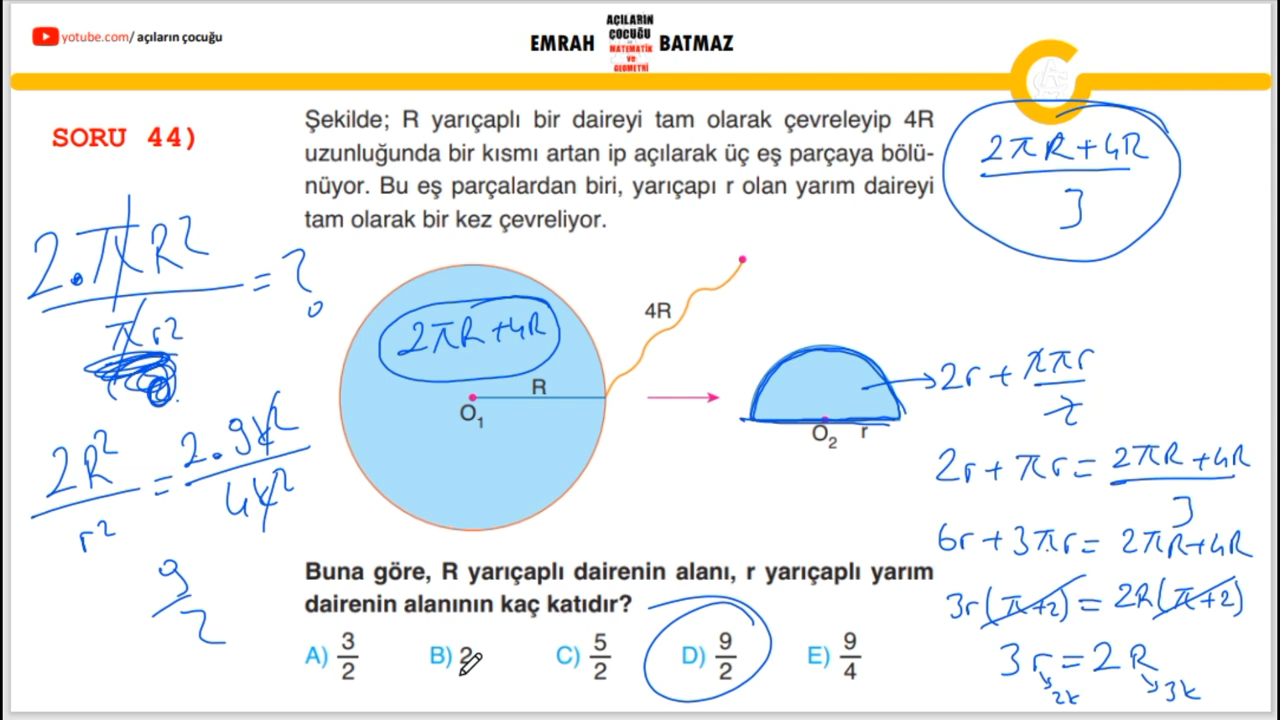 yotube.com/ açıların çocuğu
EMRAH
AÇILARIN
ÇOCUĞU
MATEMATİK
ve
GEOMETRİ
BATMAZ
SORU 44)
Şekilde; R yarıçaplı bir daireyi tam olarak çevreleyip 4R
uzunluğunda bir kısmı artan ip açılarak üç eş parçaya bölü-
nüyor. Bu eş parçalardan biri, yarıçapı r olan yarım daireyi
tam olarak bir kez çevreliyor.
2πR+4R
3
2.πR²
= ?
πr²
2πR+4R
4R
R
O₁
O₂ r
2r + 2πr
2
2r + πr = 2πR+4R
3
6r+3πr = 2πR+4R
3r(π+2) = 2R(π+2)
3r = 2R
2k 3k
2R² = 2.9k²
r² 4k²
9
2
Buna göre, R yarıçaplı dairenin alanı, r yarıçaplı yarım
dairenin alanının kaç katıdır?
A) 3/2 B) 2 C) 5/2 D) 9/2 E) 9/4